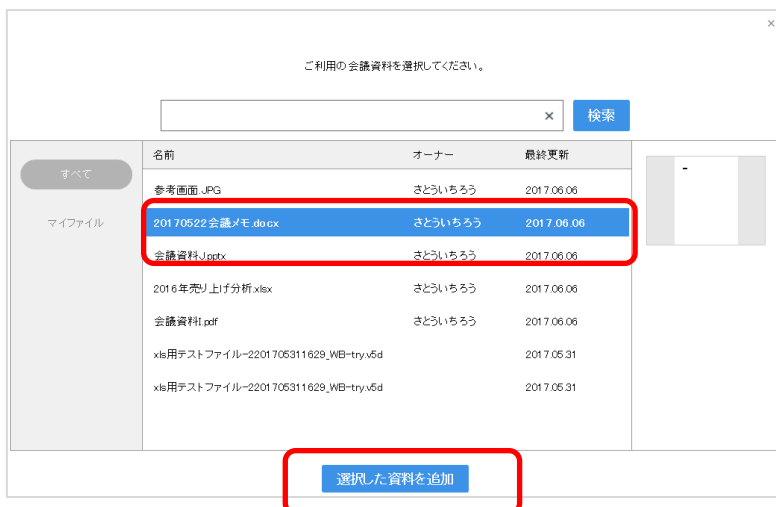 ×
ご利用の会議資料を選択してください。
× 検索
すべて
マイファイル
名前 オーナー 最終更新
参考画面.JPG さとういちろう 2017.06.06
20170522会議メモ.docx さとういちろう 2017.06.06
会議資料J.pptx さとういちろう 2017.06.06
2016年売り上げ分析.xlsx さとういちろう 2017.06.06
会議資料I.pdf さとういちろう 2017.06.06
xls用テストファイル-2201705311629_WB-try.v5d 2017.05.31
xls用テストファイル-2201705311629_WB-try.v5d 2017.05.31
選択した資料を追加